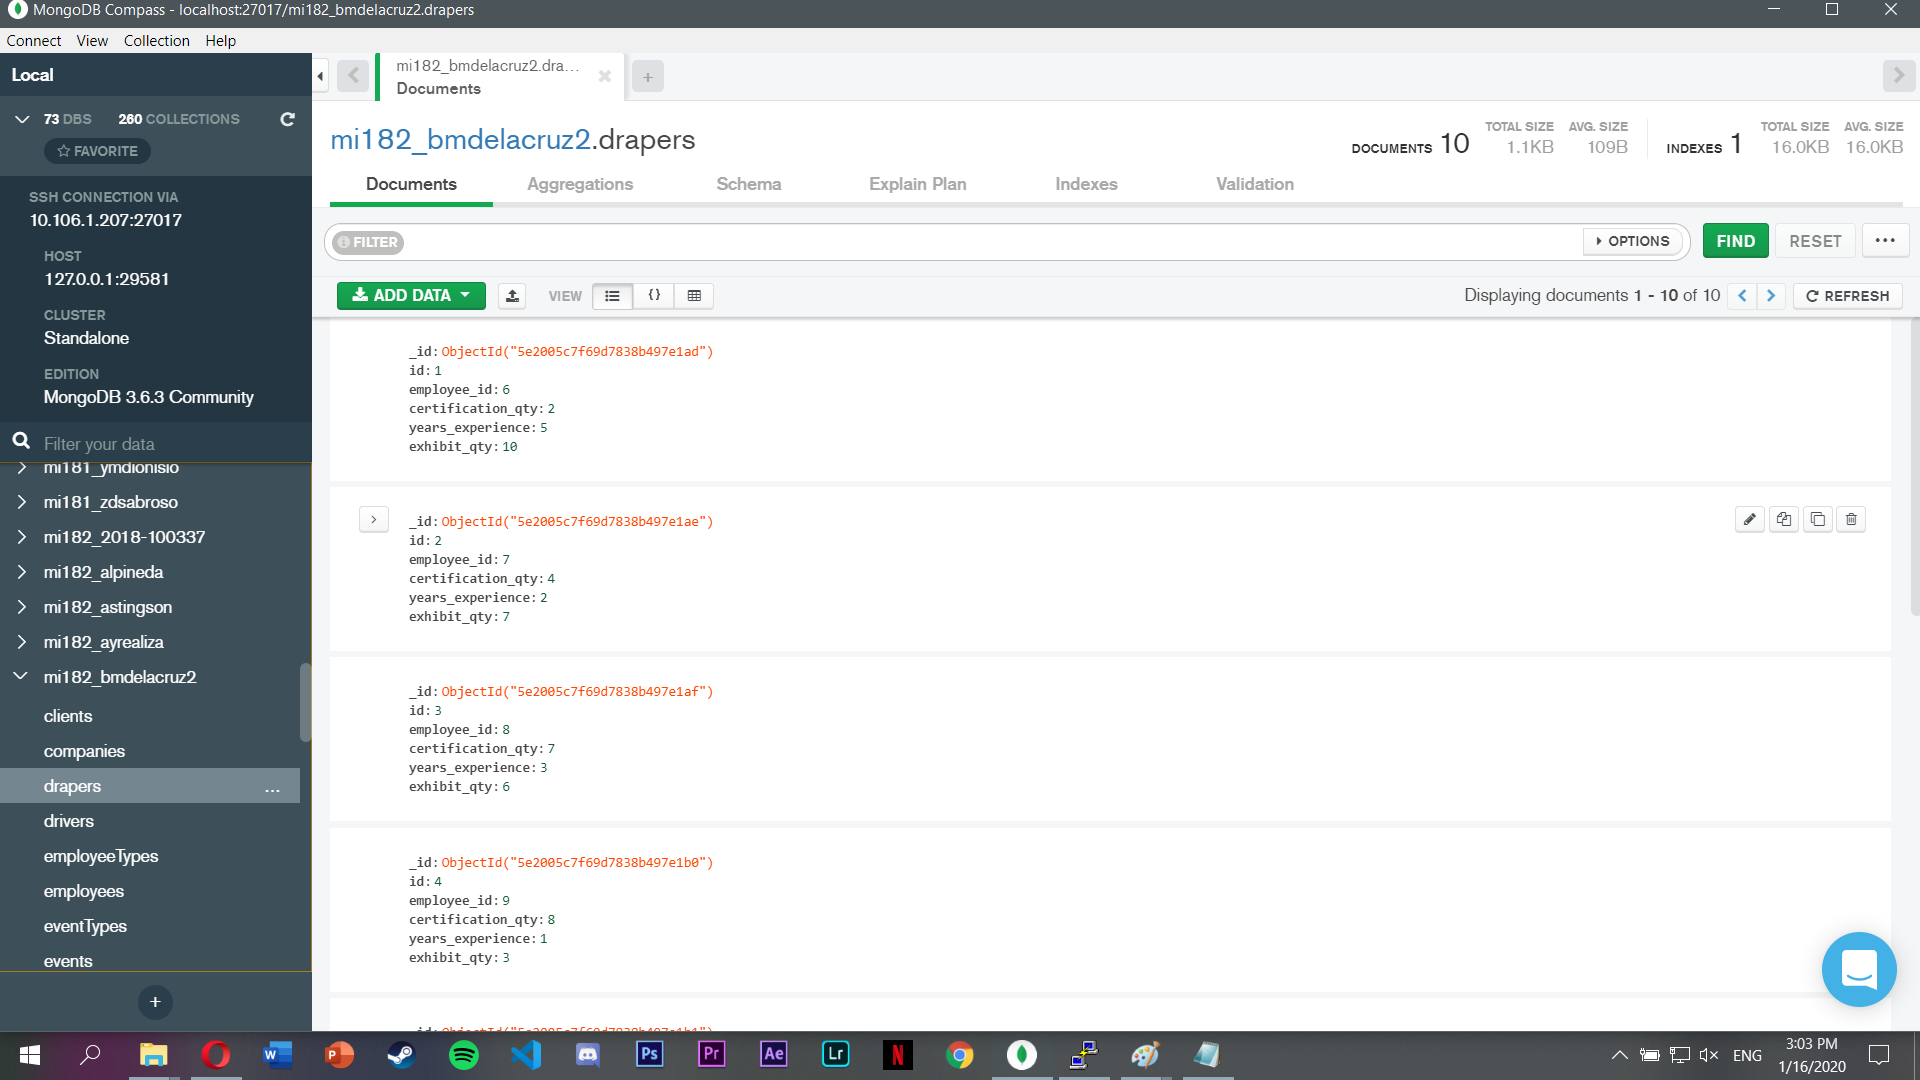 MongoDB Compass - localhost:27017/mi182_bmdelacruz2.drapers
Connect View Collection Help
Local
73 DBS 260 COLLECTIONS
FAVORITE
SSH CONNECTION VIA
10.106.1.207:27017
HOST
127.0.0.1:29581
CLUSTER
Standalone
EDITION
MongoDB 3.6.3 Community
Filter your data
mi181_ymdionisio
mi181_zdsabroso
mi182_2018-100337
mi182_alpineda
mi182_astingson
mi182_ayrealiza
mi182_bmdelacruz2
clients
companies
drapers ...
drivers
employeeTypes
employees
eventTypes
events
+
mi182_bmdelacruz2.dra...
Documents
+
mi182_bmdelacruz2.drapers
DOCUMENTS 10
TOTAL SIZE
1.1KB
AVG. SIZE
109B
INDEXES 1
TOTAL SIZE
16.0KB
AVG. SIZE
16.0KB
Documents Aggregations Schema Explain Plan Indexes Validation
FILTER
OPTIONS
FIND
RESET
...
ADD DATA
VIEW
{}
Displaying documents 1 - 10 of 10
REFRESH
_id: ObjectId("5e2005c7f69d7838b497e1ad")
id: 1
employee_id: 6
certification_qty: 2
years_experience: 5
exhibit_qty: 10
_id: ObjectId("5e2005c7f69d7838b497e1ae")
id: 2
employee_id: 7
certification_qty: 4
years_experience: 2
exhibit_qty: 7
_id: ObjectId("5e2005c7f69d7838b497e1af")
id: 3
employee_id: 8
certification_qty: 7
years_experience: 3
exhibit_qty: 6
_id: ObjectId("5e2005c7f69d7838b497e1b0")
id: 4
employee_id: 9
certification_qty: 8
years_experience: 1
exhibit_qty: 3
_id: ObjectId("5e2005c7f69d7838b497e1b1")
W
P
Ps
Pr
Ae
Lr
N
ENG
3:03 PM
1/16/2020